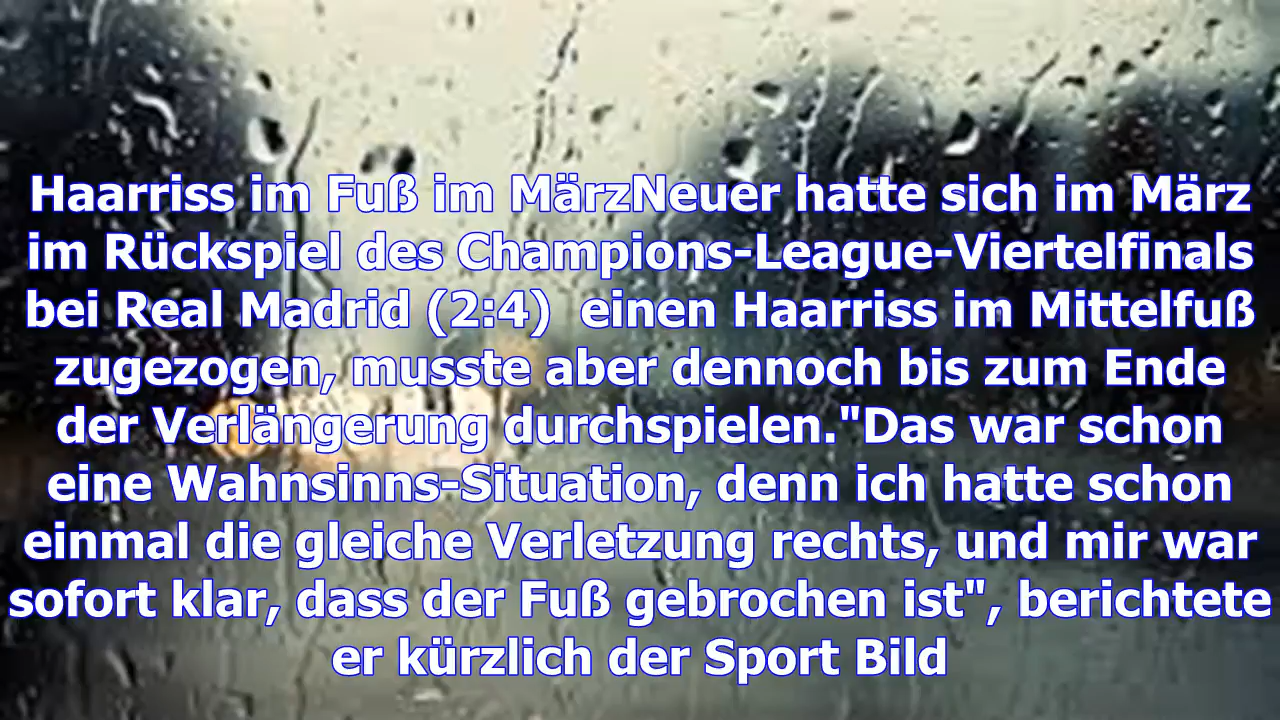 Haarriss im Fuß im MärzNeuer hatte sich im März
im Rückspiel des Champions-League-Viertelfinals
bei Real Madrid (2:4)  einen Haarriss im Mittelfuß
zugezogen, musste aber dennoch bis zum Ende
der Verlängerung durchspielen."Das war schon
eine Wahnsinns-Situation, denn ich hatte schon
einmal die gleiche Verletzung rechts, und mir war
sofort klar, dass der Fuß gebrochen ist", berichtete
er kürzlich der Sport Bild